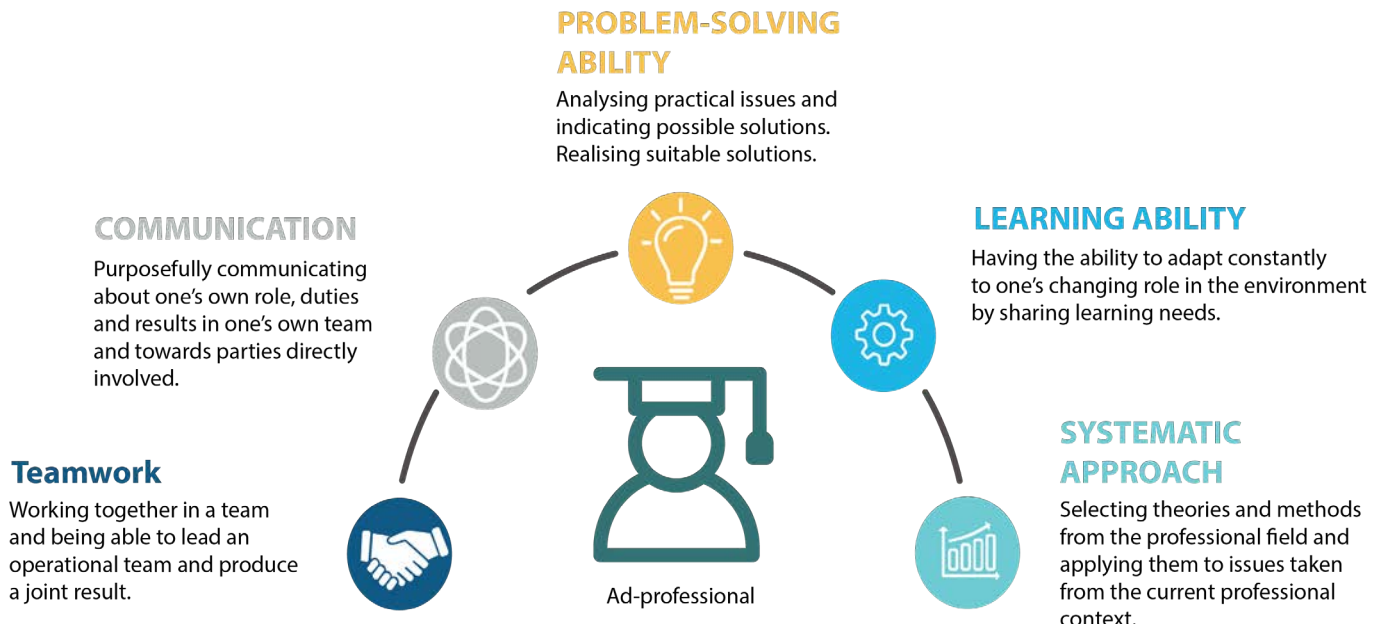 PROBLEM-SOLVING
ABILITY
Analysing practical issues and
indicating possible solutions.
Realising suitable solutions.
COMMUNICATION
Purposefully communicating
about one's own role, duties
and results in one's own team
and towards parties directly
involved.
LEARNING ABILITY
Having the ability to adapt constantly
to one's changing role in the environment
by sharing learning needs.
Teamwork
Working together in a team
and being able to lead an
operational team and produce
a joint result.
SYSTEMATIC
APPROACH
Selecting theories and methods
from the professional field and
applying them to issues taken
from the current professional
context.
Ad-professional